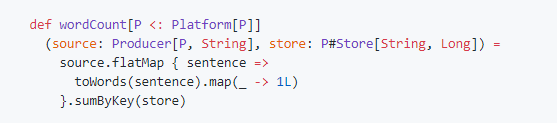 def wordCount[P <: Platform[P]]
  (source: Producer[P, String], store: P#Store[String, Long]) =
    source.flatMap { sentence =>
      toWords(sentence).map(_ -> 1L)
    }.sumByKey(store)